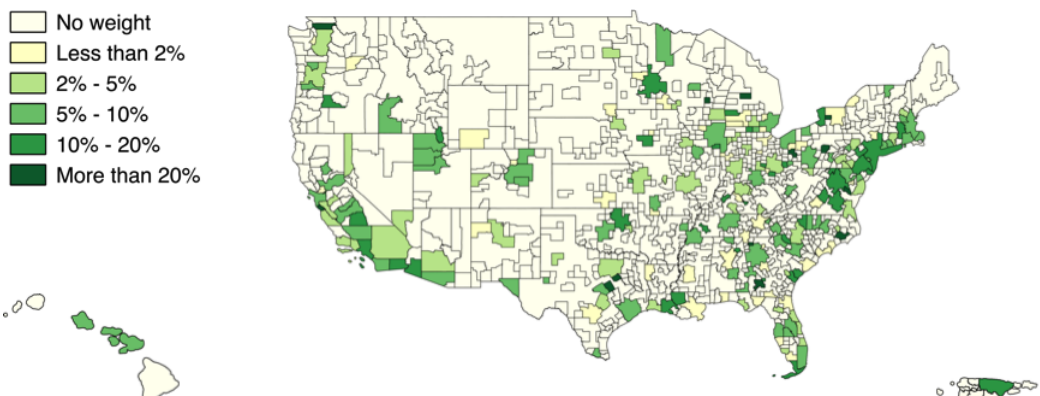 No weight
Less than 2%
2% - 5%
5% - 10%
10% - 20%
More than 20%